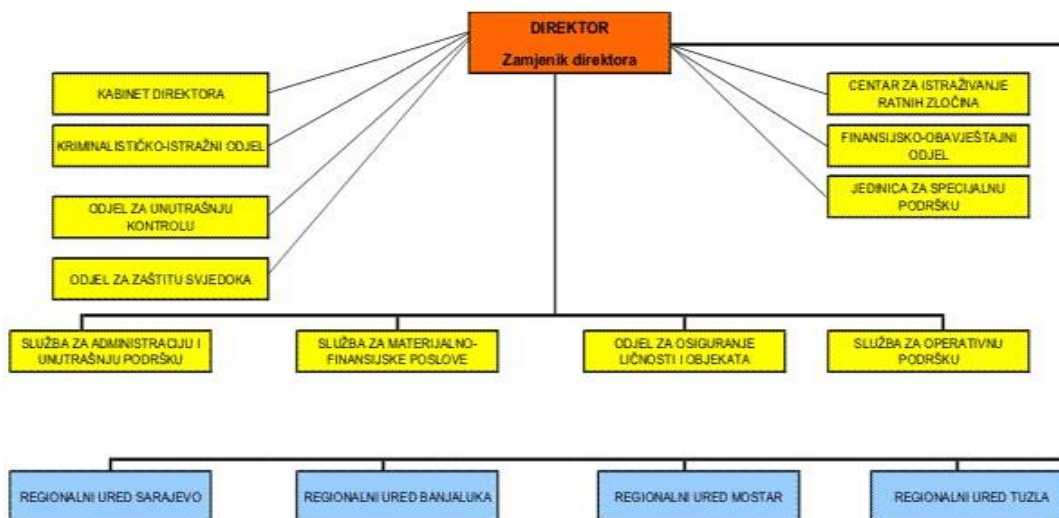 DIREKTOR
Zamjenik direktora
KABINET DIREKTORA
KRIMINALISTIČKO-ISTRAŽNI ODJEL
ODJEL ZA UNUTRAŠNJU
KONTROLU
ODJEL ZA ZAŠTITU SVJEDOKA
CENTAR ZA ISTRAŽIVANJE
RATNIH ZLOČINA
FINANSIJSKO-OBAVJEŠTAJNI
ODJEL
JEDINICA ZA SPECIJALNU
PODRŠKU
SLUŽBA ZA ADMINISTRACIJU I
UNUTRAŠNJU PODRŠKU
SLUŽBA ZA MATERIJALNO-
FINANSIJSKE POSLOVE
ODJEL ZA OSIGURANJE
LIČNOSTI I OBJEKATA
SLUŽBA ZA OPERATIVNU
PODRŠKU
REGIONALNI URED SARAJEVO
REGIONALNI URED BANJALUKA
REGIONALNI URED MOSTAR
REGIONALNI URED TUZLA